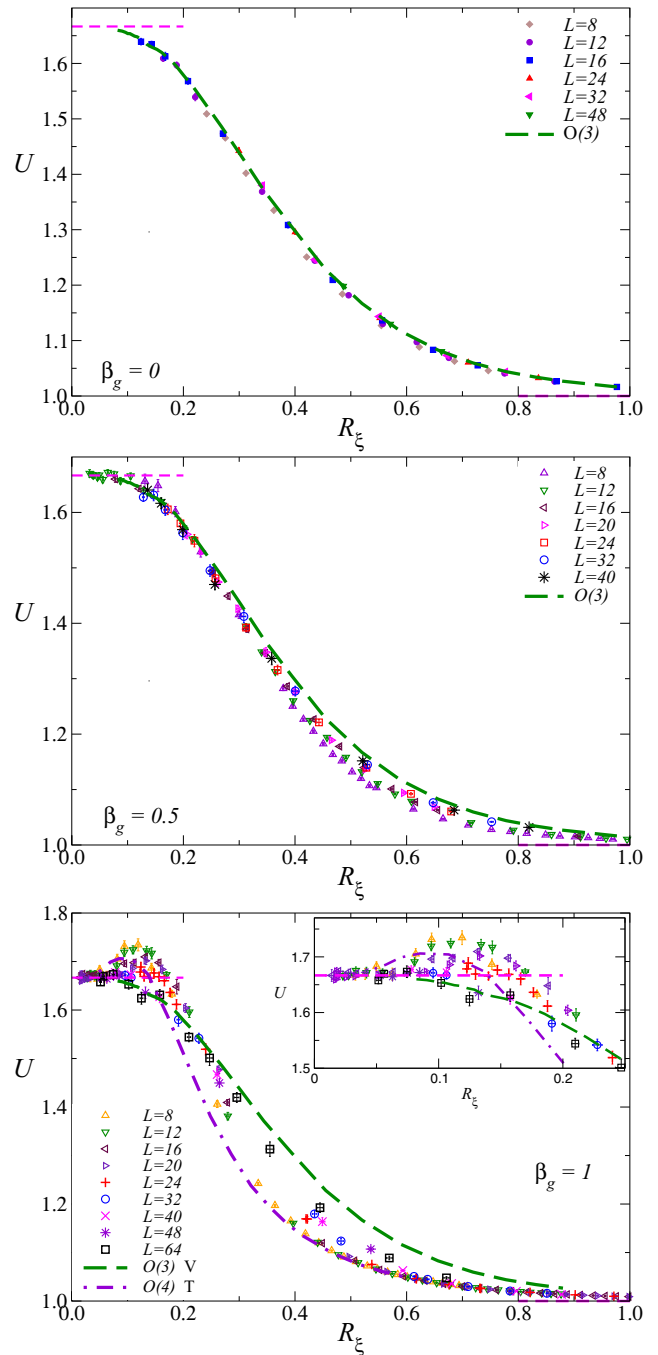 1.6
1.5
1.4
1.3
1.2
1.1
1.0
U
L=8
L=12
L=16
L=24
L=32
L=48
O(3)
β_g = 0
0.0 0.2 0.4 0.6 0.8 1.0
R_ξ
1.6
1.4
1.2
1.0
U
L=8
L=12
L=16
L=20
L=24
L=32
L=40
O(3)
β_g = 0.5
0.0 0.2 0.4 0.6 0.8 1.0
R_ξ
1.8
1.6
1.4
1.2
1.0
U
1.7
1.6
1.5
U
0 0.1 0.2
R_ξ
L=8
L=12
L=16
L=20
L=24
L=32
L=40
L=48
L=64
O(3) V
O(4) T
β_g = 1
0.0 0.2 0.4 0.6 0.8 1.0
R_ξ